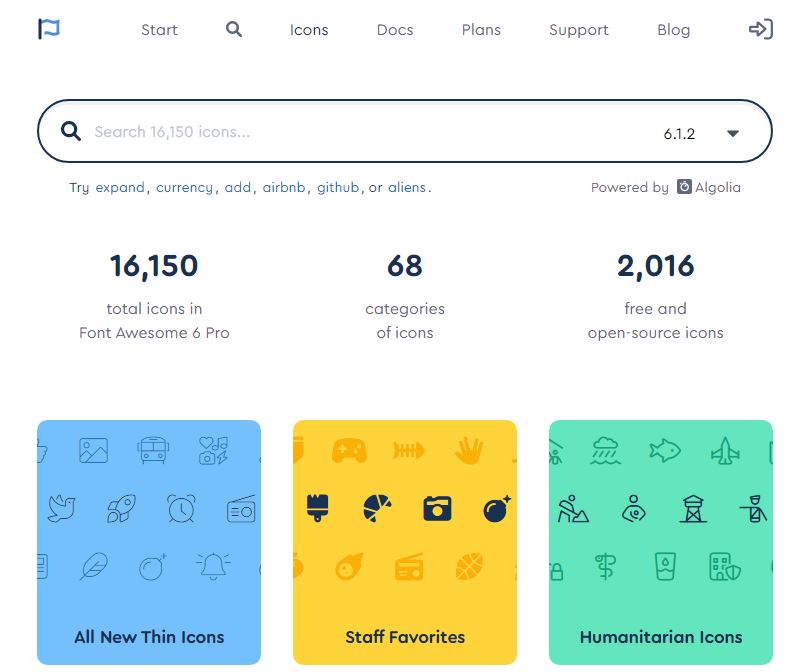 Start Icons Docs Plans Support Blog
Search 16,150 icons... 6.1.2
Try expand, currency, add, airbnb, github, or aliens. Powered by Algolia
16,150 68 2,016
total icons in categories free and
Font Awesome 6 Pro of icons open-source icons
All New Thin Icons Staff Favorites Humanitarian Icons